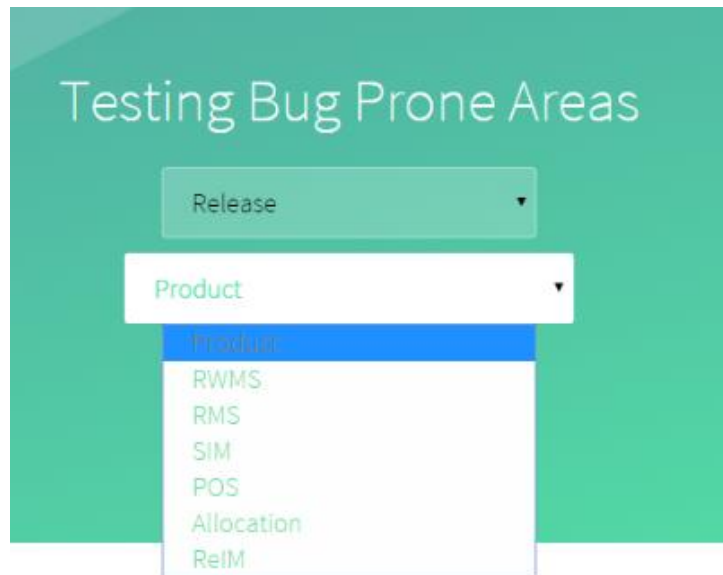 Testing Bug Prone Areas
Release
Product
Product
RWMS
RMS
SIM
POS
Allocation
ReIM